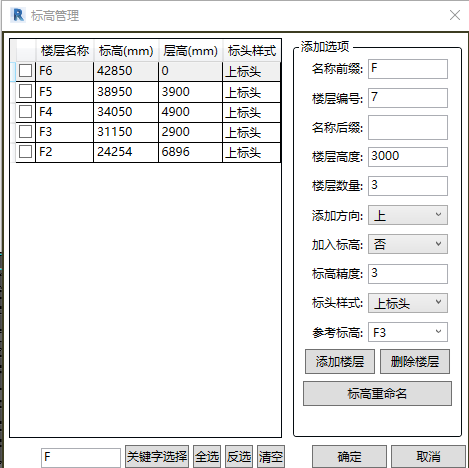 标高管理
楼层名称 标高(mm) 层高(mm) 标头样式
F6 42850 0 上标头
F5 38950 3900 上标头
F4 34050 4900 上标头
F3 31150 2900 上标头
F2 24254 6896 上标头
添加选项
名称前缀: F
楼层编号: 7
名称后缀:
楼层高度: 3000
楼层数量: 3
添加方向: 上
加入标高: 否
标高精度: 3
标头样式: 上标头
参考标高: F3
添加楼层 删除楼层
标高重命名
F 关键字选择 全选 反选 清空 确定 取消